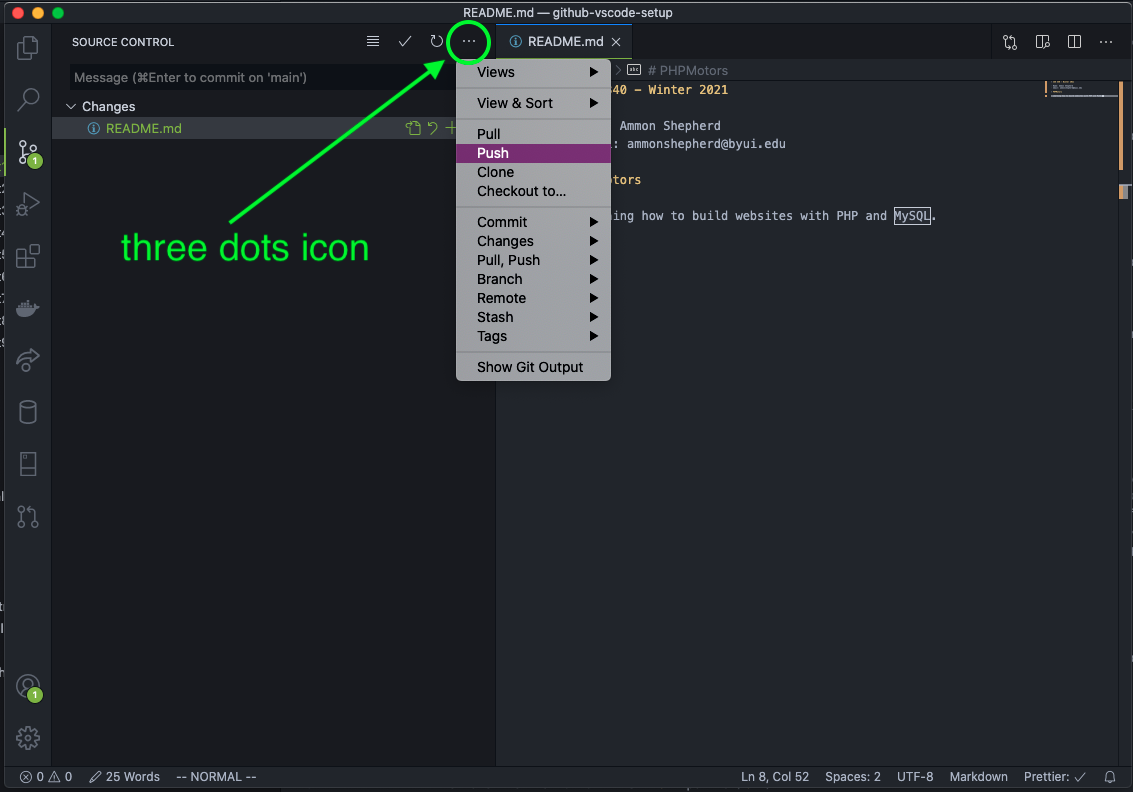 README.md — github-vscode-setup
SOURCE CONTROL
README.md
Message (⌘Enter to commit on 'main')
# PHPMotors
Changes
README.md
1
Views
View & Sort
Pull
Push
Clone
Checkout to...
Commit
Changes
Pull, Push
Branch
Remote
Stash
Tags
Show Git Output
40 - Winter 2021
Ammon Shepherd
: ammonshepherd@byui.edu
otors
ing how to build websites with PHP and MySQL.
three dots icon
1
0 0 25 Words -- NORMAL -- Ln 8, Col 52 Spaces: 2 UTF-8 Markdown Prettier: ✓